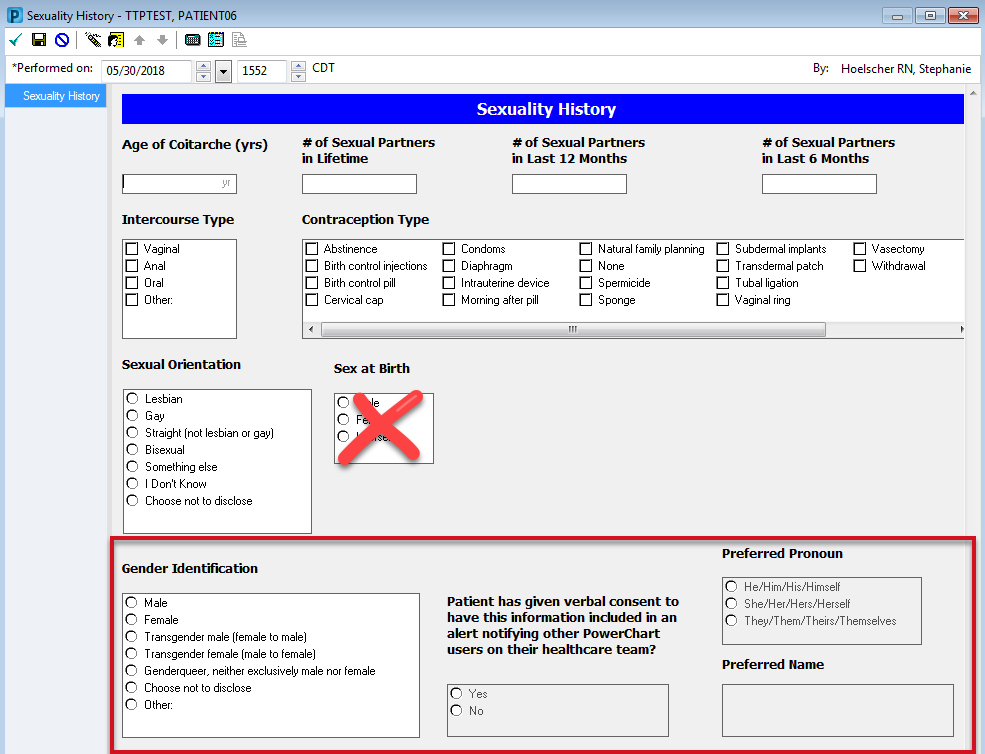 Sexuality History - TTPTEST, PATIENT06
*Performed on: 05/30/2018 1552 CDT By: Hoelscher RN, Stephanie
Sexuality History
Sexuality History
Age of Coitarche (yrs)
yr
# of Sexual Partners
in Lifetime
# of Sexual Partners
in Last 12 Months
# of Sexual Partners
in Last 6 Months
Intercourse Type
Vaginal
Anal
Oral
Other:
Contraception Type
Abstinence
Birth control injections
Birth control pill
Cervical cap
Condoms
Diaphragm
Intrauterine device
Morning after pill
Natural family planning
None
Spermicide
Sponge
Subdermal implants
Transdermal patch
Tubal ligation
Vaginal ring
Vasectomy
Withdrawal
Sexual Orientation
Lesbian
Gay
Straight (not lesbian or gay)
Bisexual
Something else
I Don't Know
Choose not to disclose
Sex at Birth
Gender Identification
Male
Female
Transgender male (female to male)
Transgender female (male to female)
Genderqueer, neither exclusively male nor female
Choose not to disclose
Other:
Patient has given verbal consent to
have this information included in an
alert notifying other PowerChart
users on their healthcare team?
Yes
No
Preferred Pronoun
He/Him/His/Himself
She/Her/Hers/Herself
They/Them/Theirs/Themselves
Preferred Name